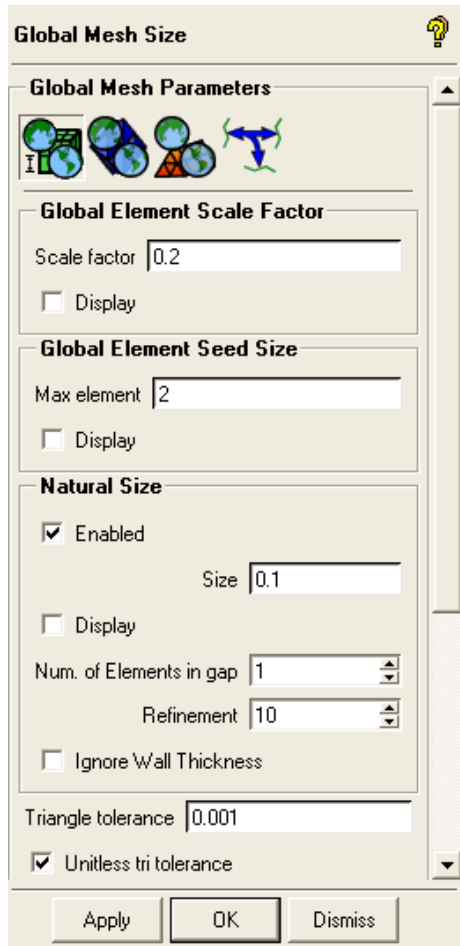 Global Mesh Size
Global Mesh Parameters
Global Element Scale Factor
Scale factor 0.2
Display
Global Element Seed Size
Max element 2
Display
Natural Size
Enabled
Size 0.1
Display
Num. of Elements in gap 1
Refinement 10
Ignore Wall Thickness
Triangle tolerance 0.001
Unitless tri tolerance
Apply OK Dismiss